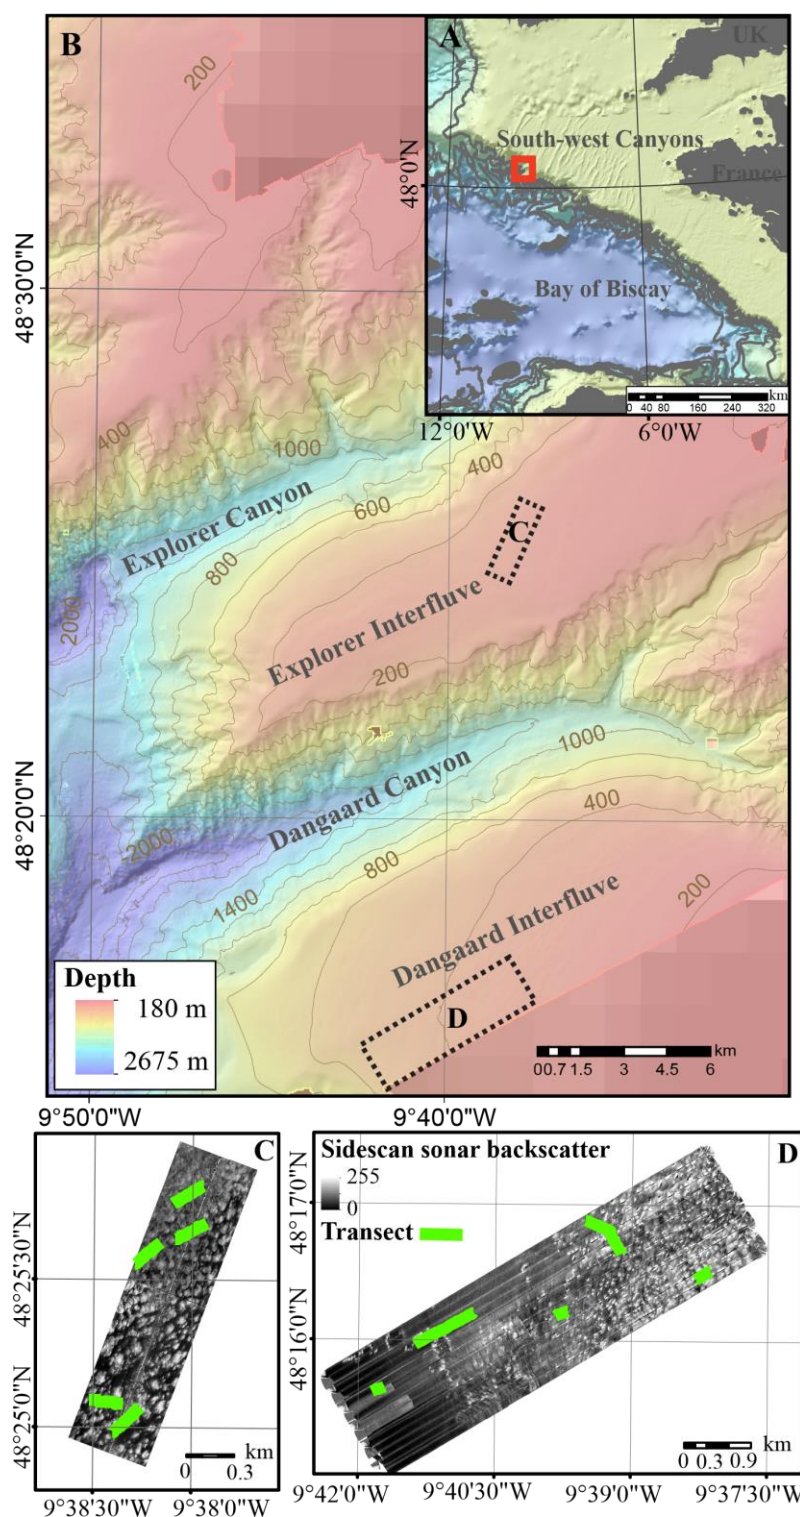 B
200
48°30'0"N
400
1000
400
600
Explorer Canyon
800
C
2000
Explorer Interfluve
200
1000
Dangaard Canyon
400
48°20'0"N
-2000
800
1400
Dangaard Interfluve
200
D
Depth
180 m
2675 m
km
00.7 1.5 3 4.5 6
9°50'0"W
9°40'0"W
A
UK
South-west Canyons
France
48°0'N
Bay of Biscay
km
0 40 80 160 240 320
12°0'W
6°0'W
C
48°25'30"N
48°25'0"N
km
0 0.3
9°38'30"W
9°38'0"W
D
Sidescan sonar backscatter
255
0
Transect
48°17'0"N
48°16'0"N
km
0 0.3 0.9
9°42'0"W
9°40'30"W
9°39'0"W
9°37'30"W